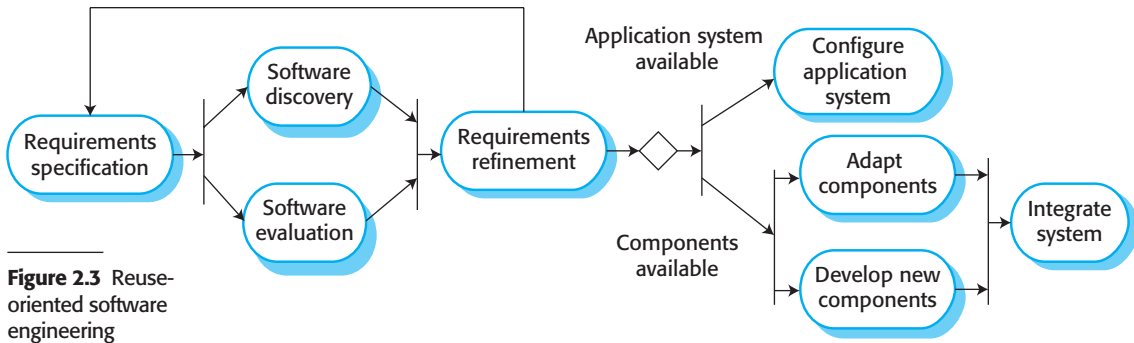 Requirements
specification
Software
discovery
Software
evaluation
Requirements
refinement
Application system
available
Configure
application
system
Components
available
Adapt
components
Develop new
components
Integrate
system
Figure 2.3 Reuse-
oriented software
engineering